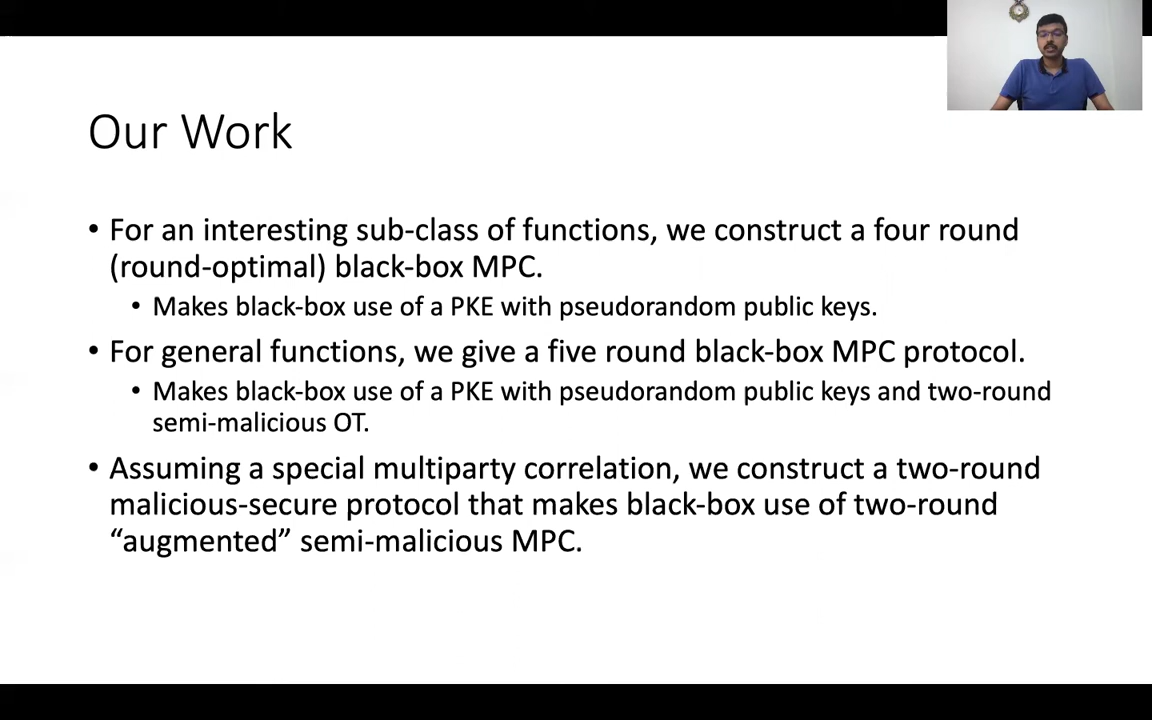 Our Work
• For an interesting sub-class of functions, we construct a four round
(round-optimal) black-box MPC.
• Makes black-box use of a PKE with pseudorandom public keys.
• For general functions, we give a five round black-box MPC protocol.
• Makes black-box use of a PKE with pseudorandom public keys and two-round
semi-malicious OT.
• Assuming a special multiparty correlation, we construct a two-round
malicious-secure protocol that makes black-box use of two-round
“augmented” semi-malicious MPC.